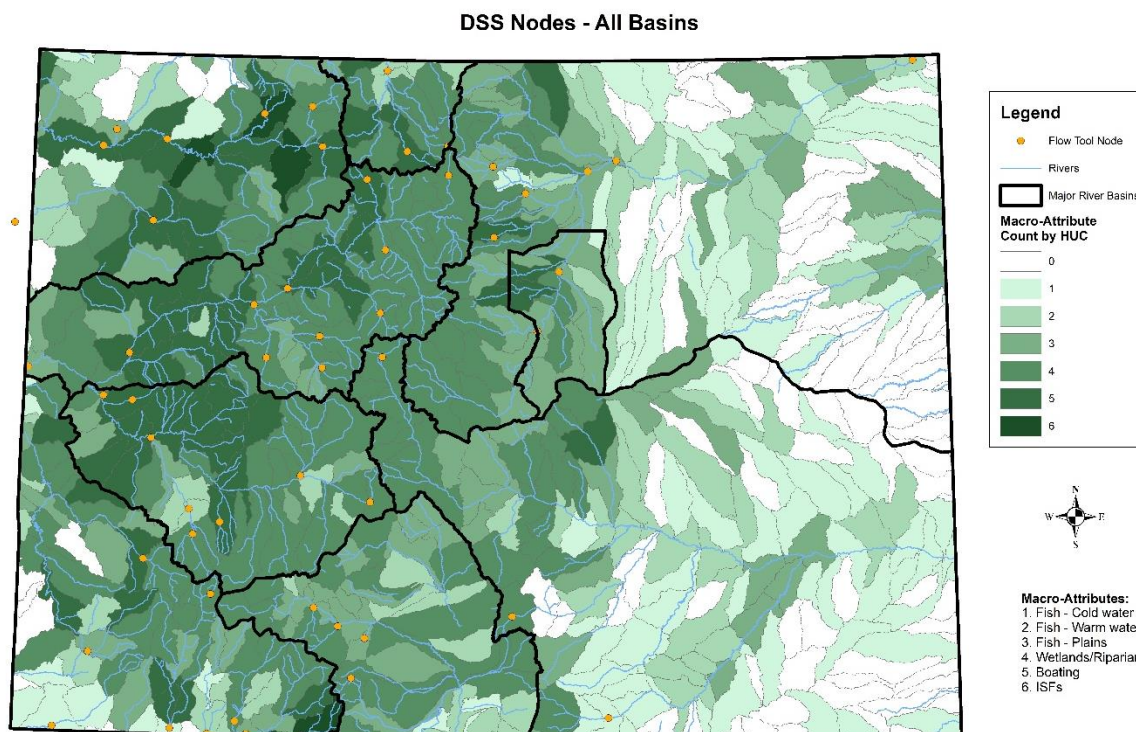 DSS Nodes - All Basins
Legend
Flow Tool Node
Rivers
Major River Basins
Macro-Attribute
Count by HUC
0
1
2
3
4
5
6
N
W E
S
Macro-Attributes:
1. Fish - Cold water
2. Fish - Warm wate
3. Fish - Plains
4. Wetlands/Riparian
5. Boating
6. ISFs